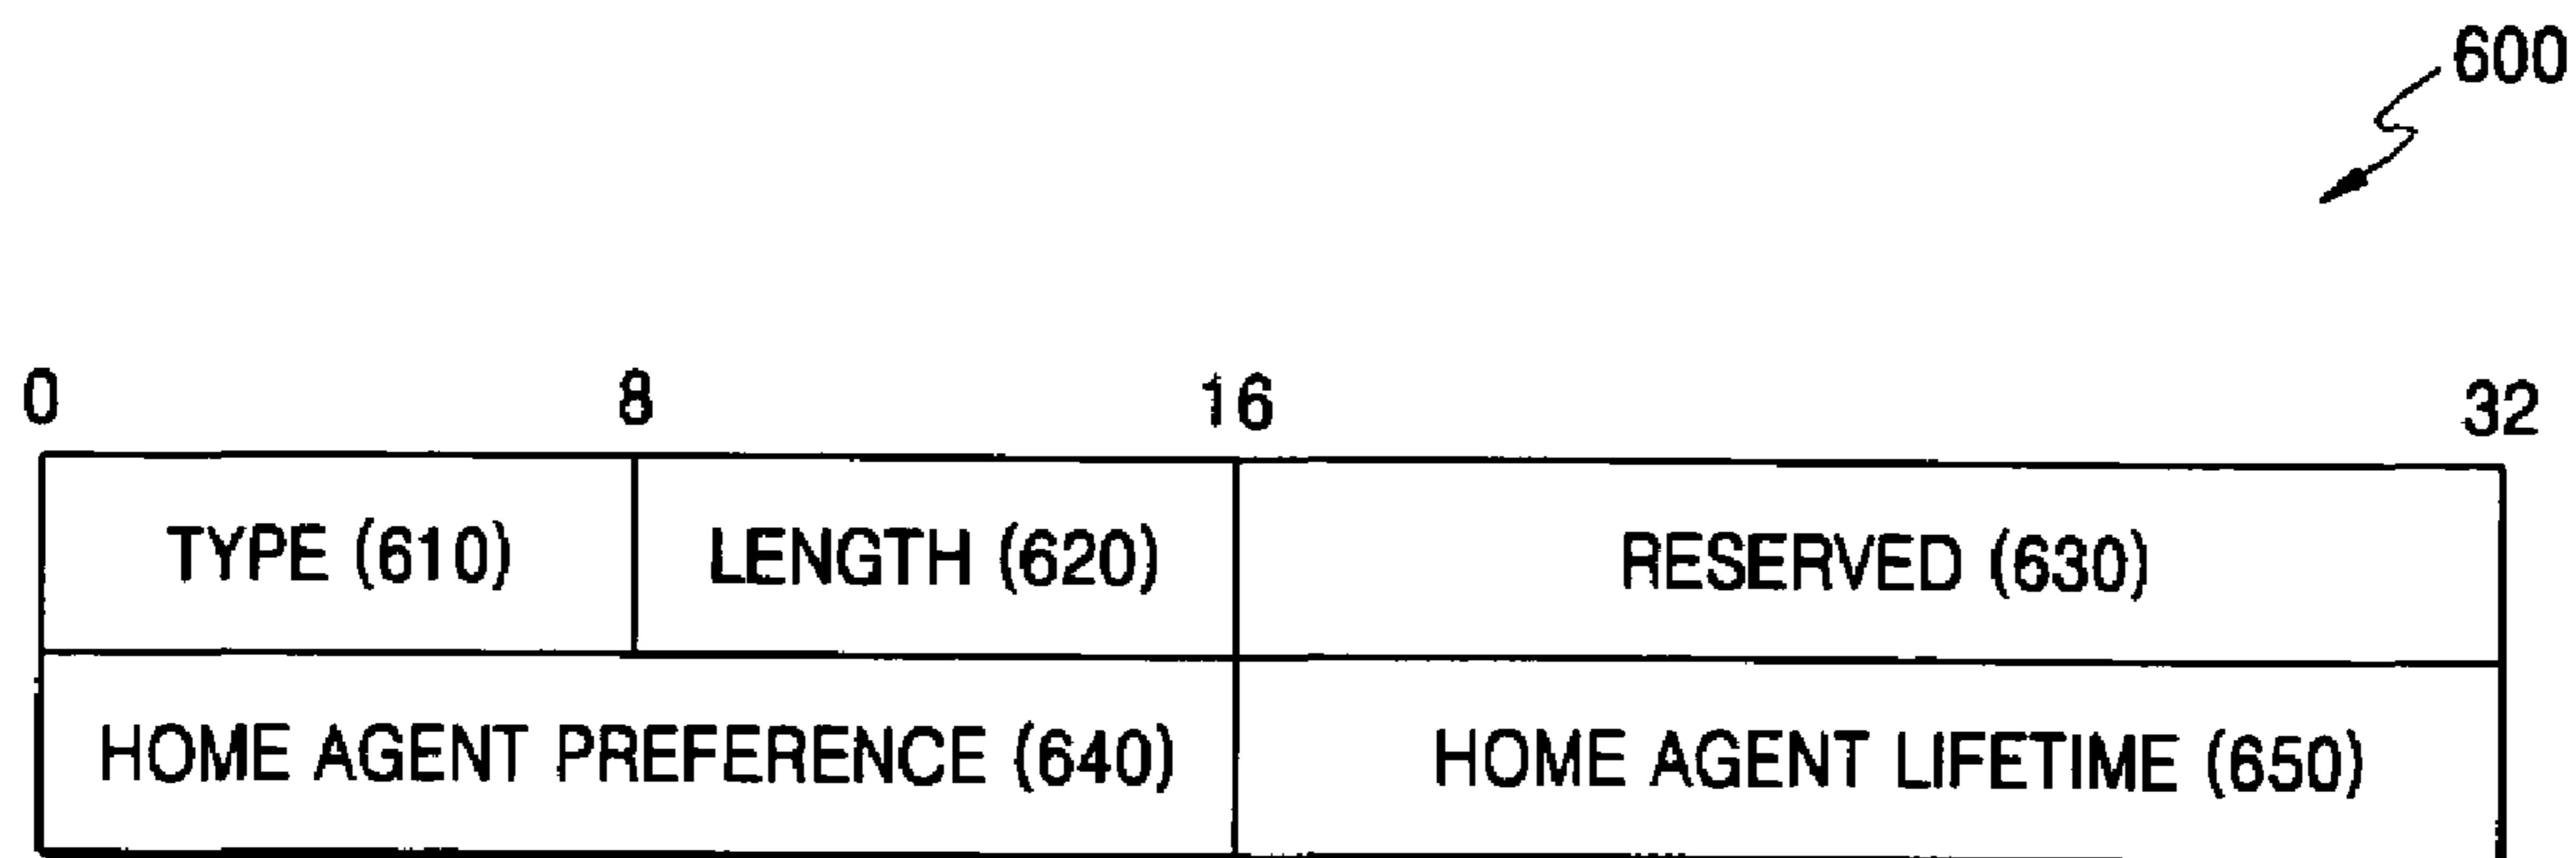 600
0 8 16 32
TYPE (610) LENGTH (620) RESERVED (630)
HOME AGENT PREFERENCE (640) HOME AGENT LIFETIME (650)